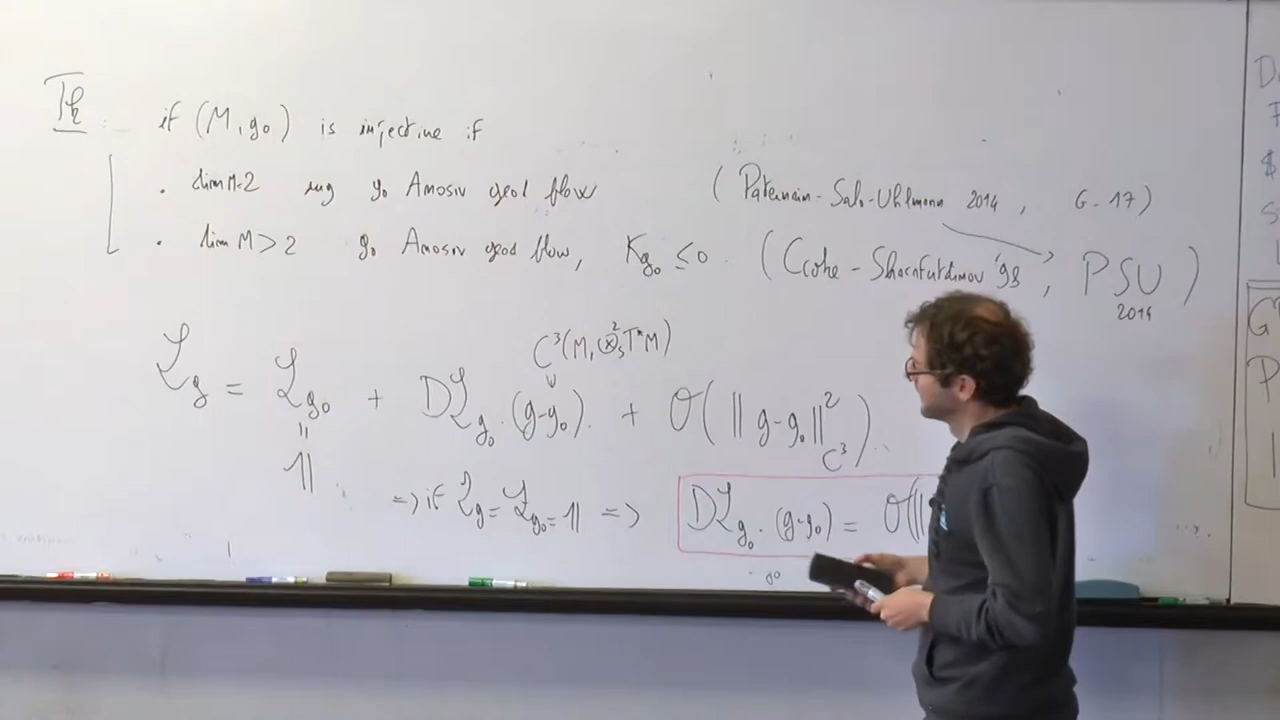 Th : if (M, g₀) is injective if
. dim M=2 g₀ Anosov geod flow (Paternain-Salo-Uhlmann 2014, G-17)
. dim M>2 g₀ Anosov geod flow, K_{g₀} ≤ 0 (Croke-Sharafutdinov '98, PSU 2014)
C³(M, ⊗²_S T*M)
ℒ_g = ℒ_{g₀} + Dℒ_{g₀}.(g-g₀) + O(‖g-g₀‖²_{C³})
=
1
=> if ℒ_g = ℒ_{g₀} = 1 => Dℒ_{g₀}.(g-g₀) = O(‖
g₀